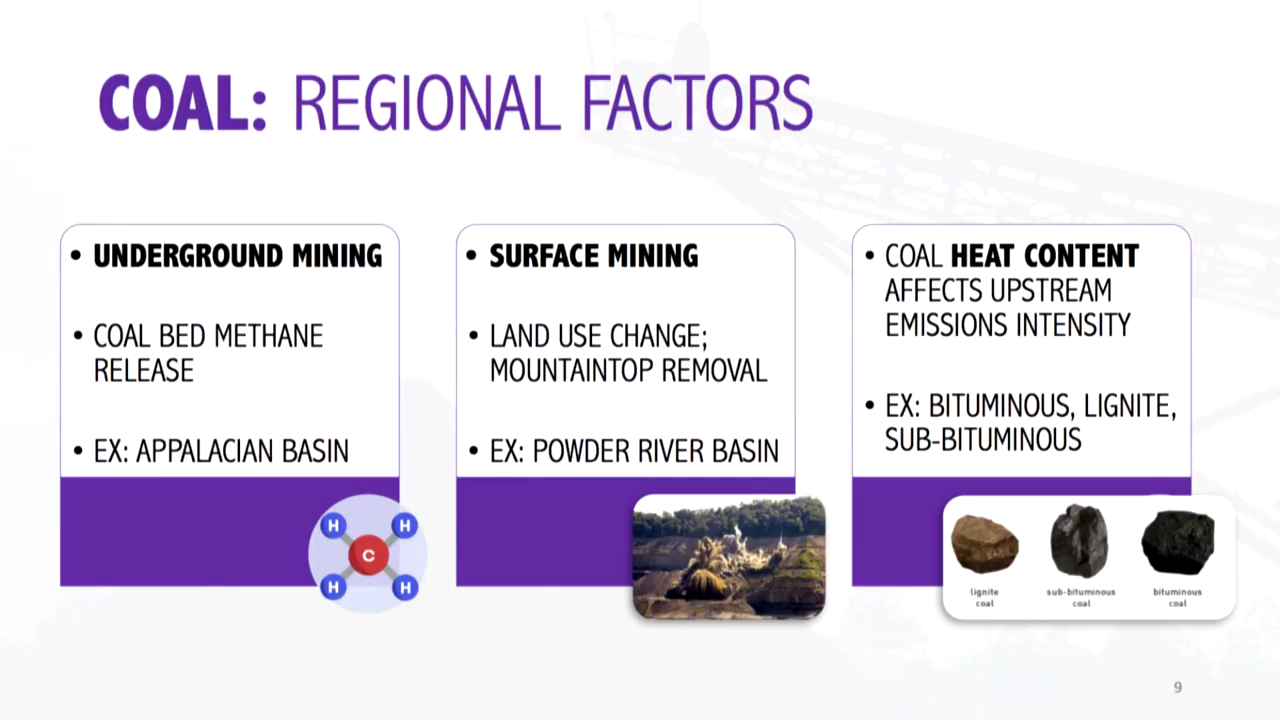 COAL: REGIONAL FACTORS
• UNDERGROUND MINING
• COAL BED METHANE
RELEASE
• EX: APPALACIAN BASIN
H
H
C
H
H
• SURFACE MINING
• LAND USE CHANGE;
MOUNTAINTOP REMOVAL
• EX: POWDER RIVER BASIN
• COAL HEAT CONTENT
AFFECTS UPSTREAM
EMISSIONS INTENSITY
• EX: BITUMINOUS, LIGNITE,
SUB-BITUMINOUS
lignite
coal
sub-bituminous
coal
bituminous
coal
9